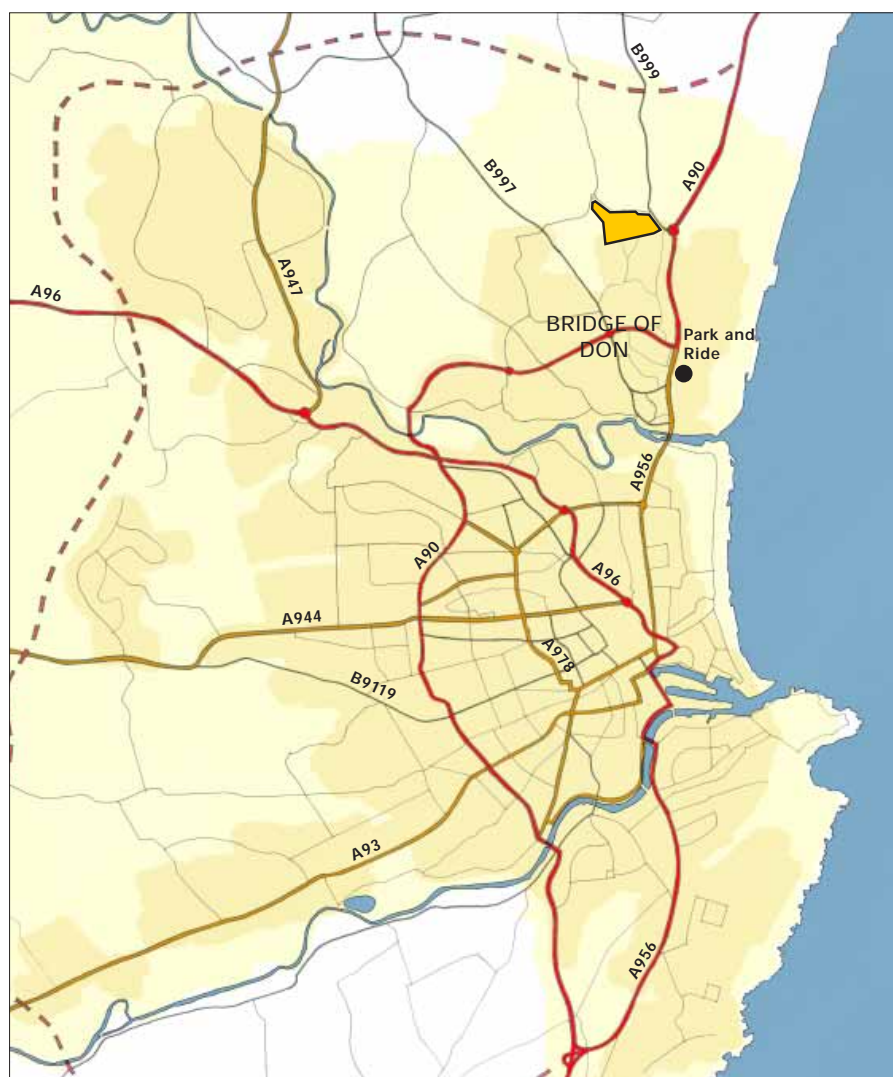 B999
A90
B997
A947
A96
BRIDGE OF
DON
Park and
Ride
A956
A90
A96
A944
A978
B9119
A93
A956